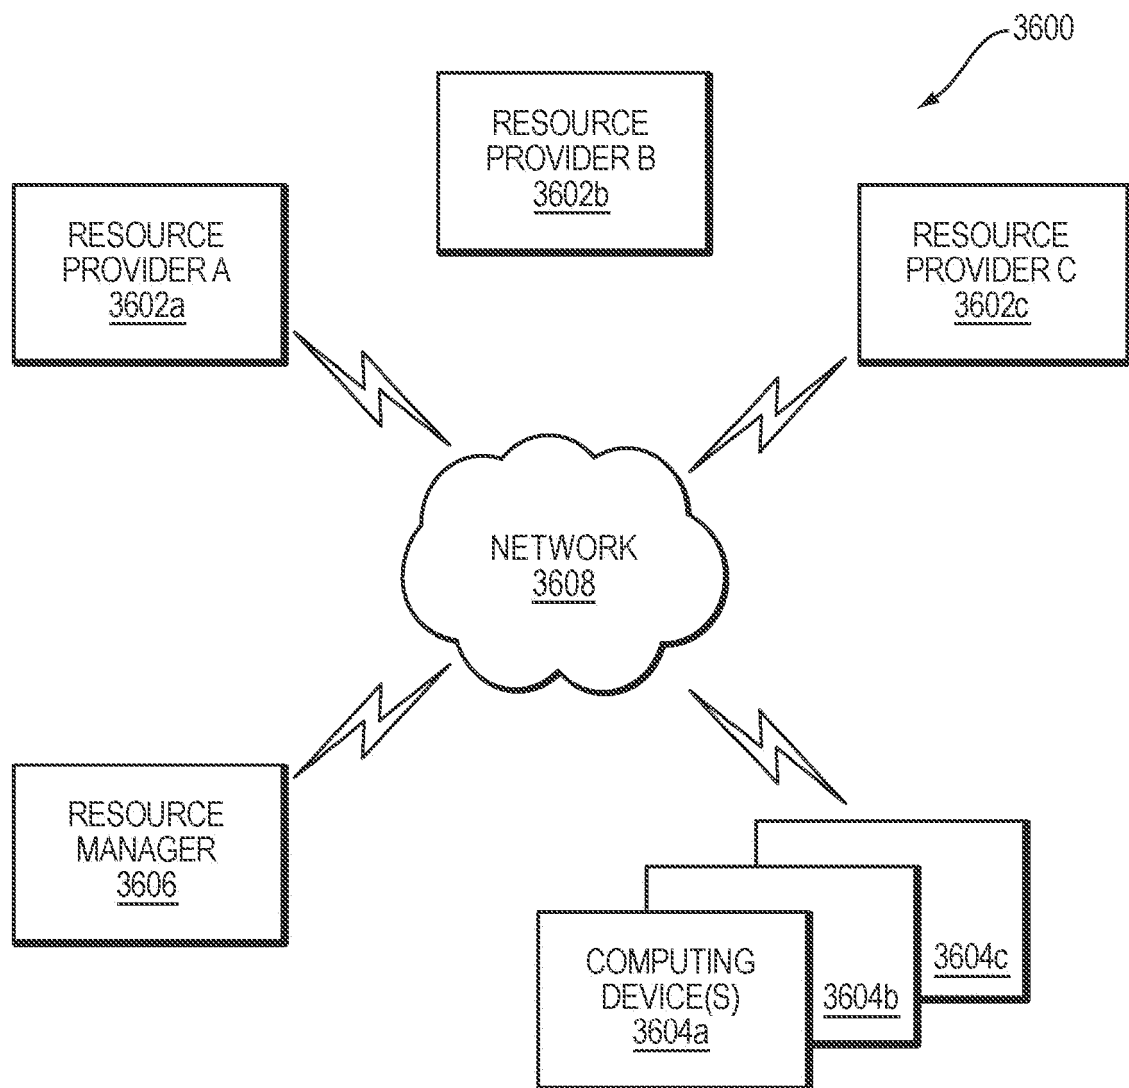 3600
RESOURCE
PROVIDER B
3602b
RESOURCE
PROVIDER A
3602a
RESOURCE
PROVIDER C
3602c
NETWORK
3608
RESOURCE
MANAGER
3606
COMPUTING
DEVICE(S)
3604a
3604b
3604c